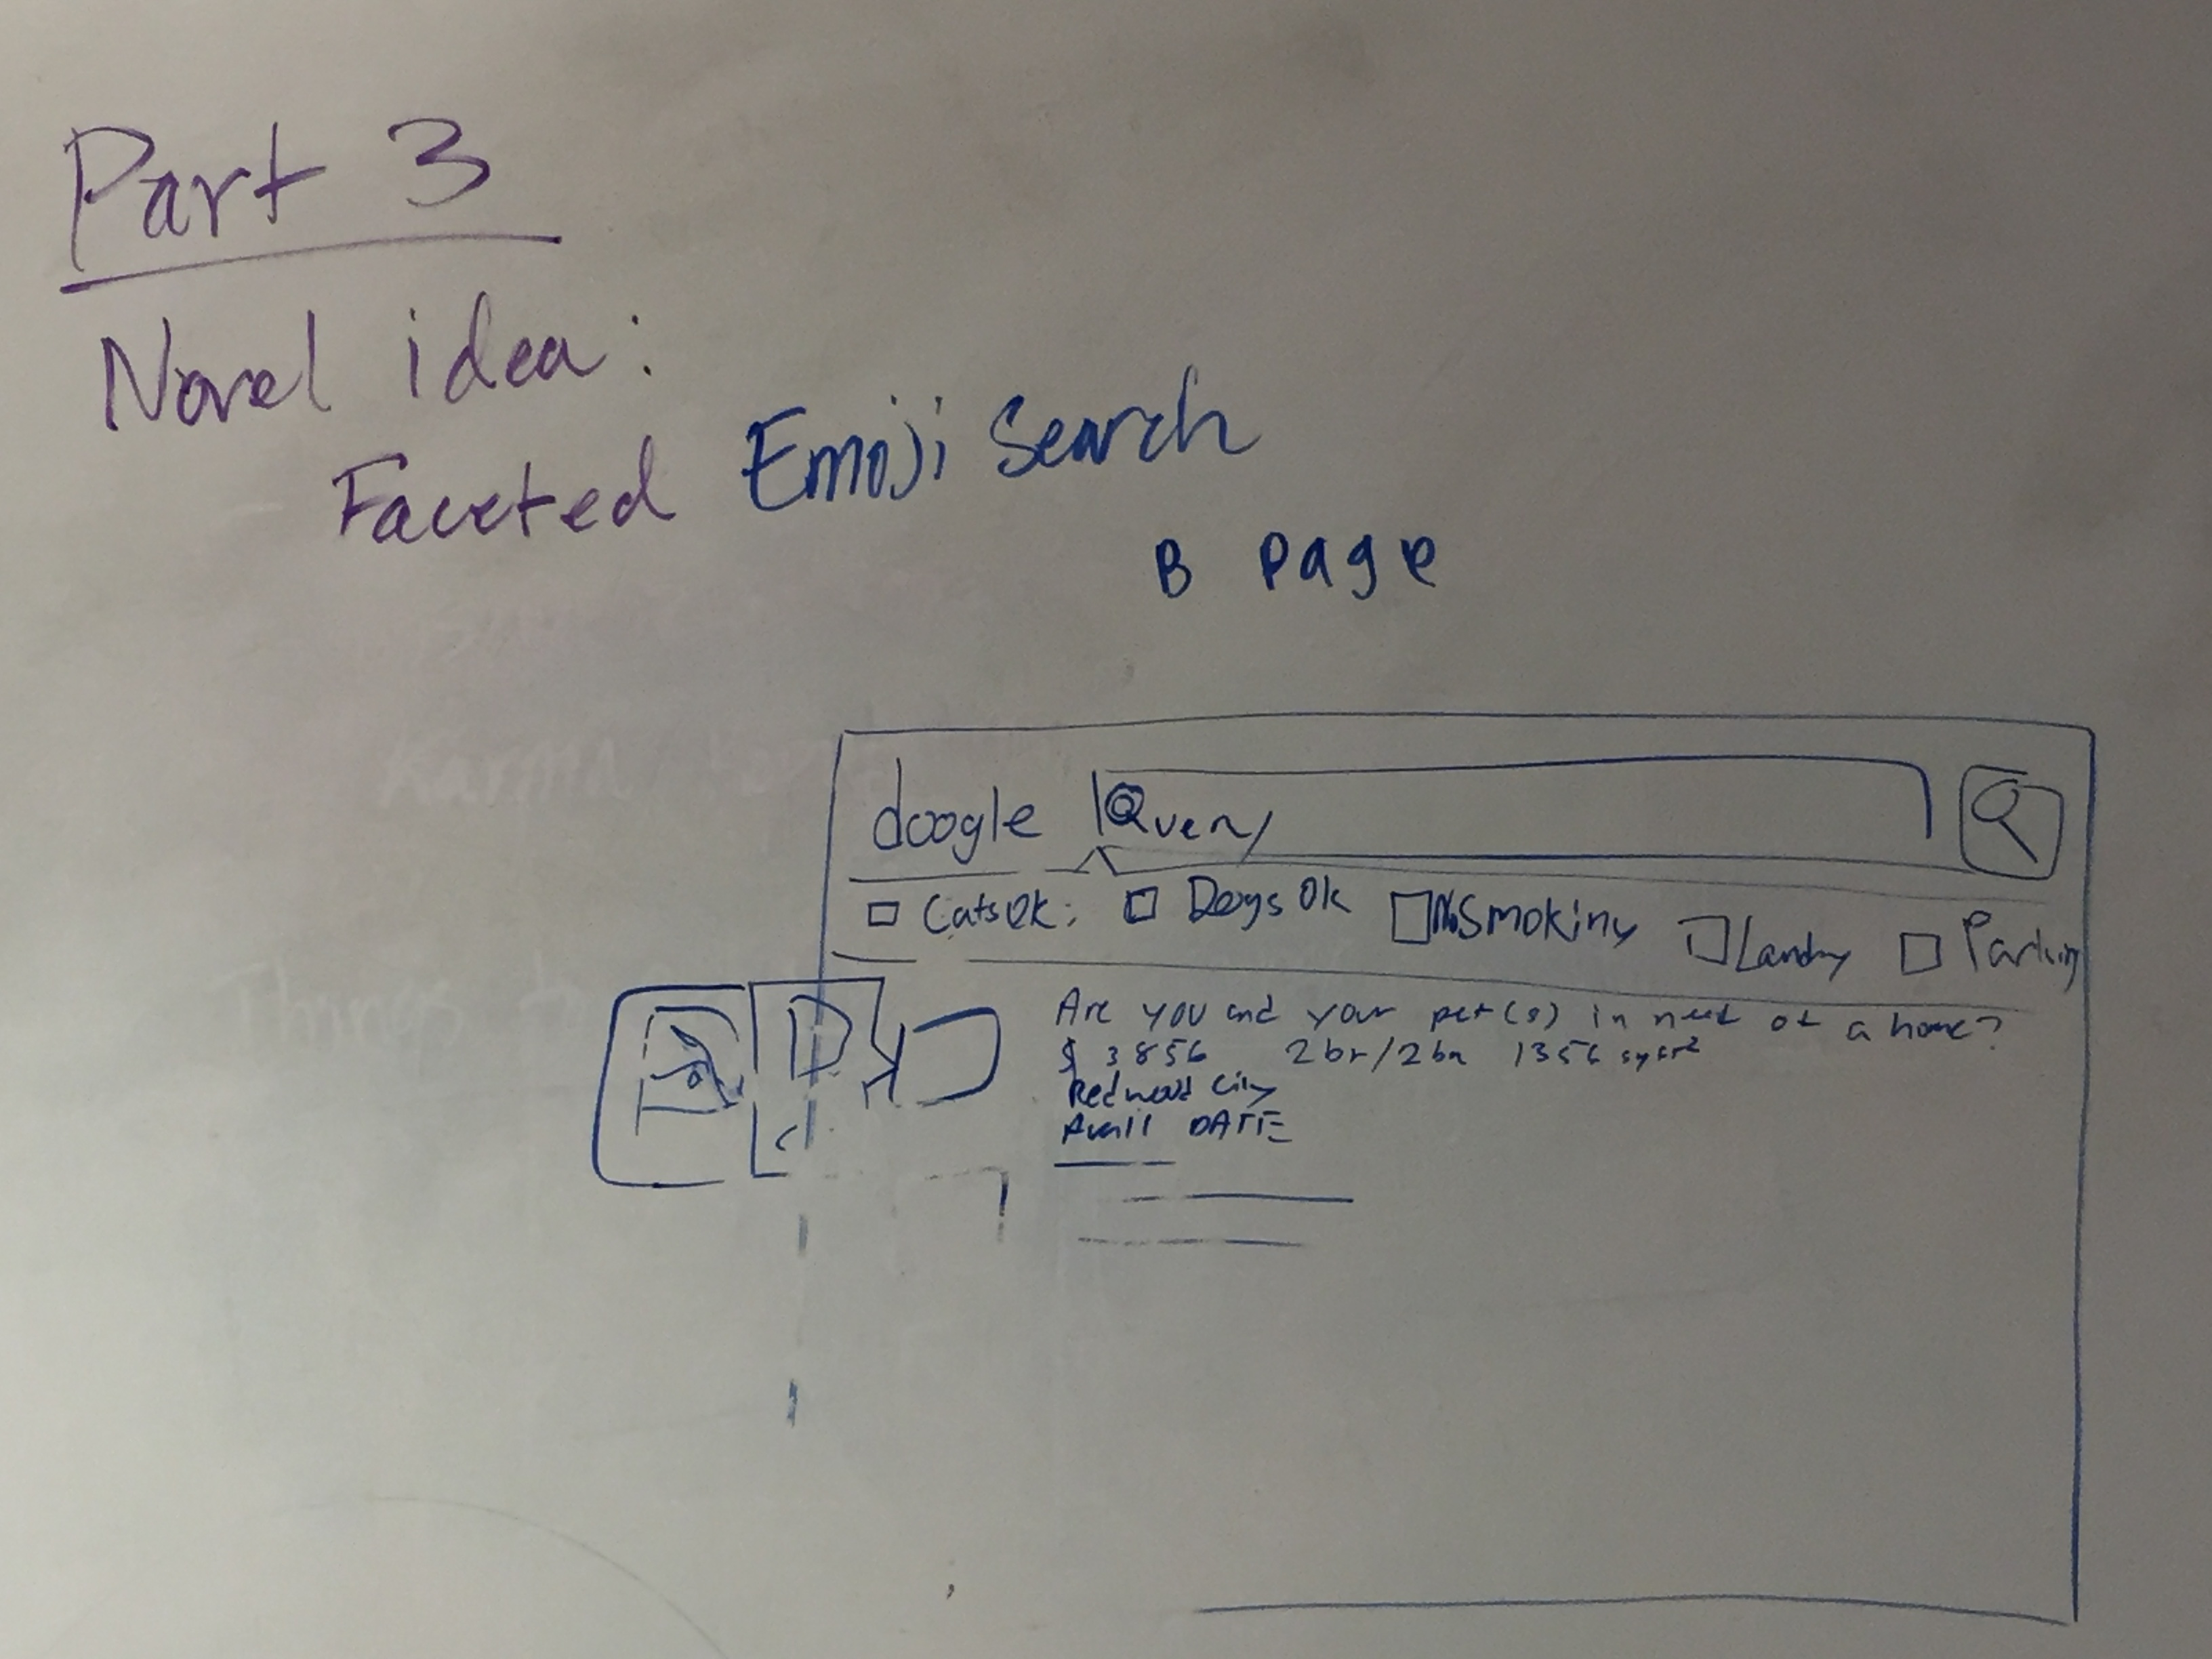 Part 3
Novel idea:
Faceted Emoji Search
B Page
doogle Query
Cats Ok; Dogs Ok No Smoking Landry Parking
Are you and your pet(s) in need of a home?
$ 3856 2br/2ba 1356 sqft²
Redwood City
Avail DATE